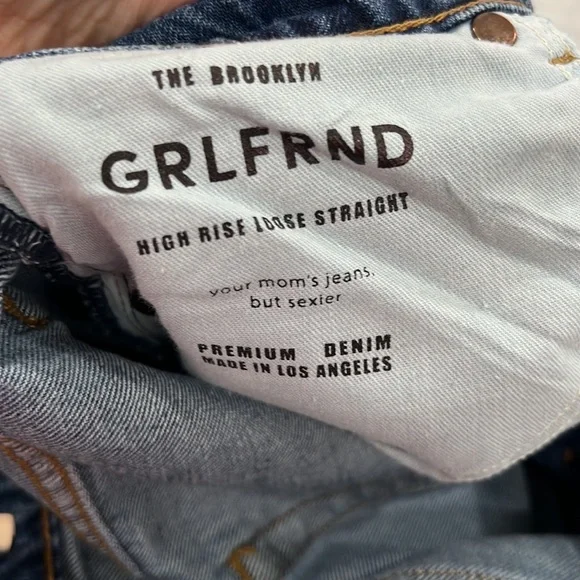 THE BROOKLYN
GRLFRND
HIGH RISE LOOSE STRAIGHT
your mom's jeans,
but sexier
PREMIUM DENIM
MADE IN LOS ANGELES